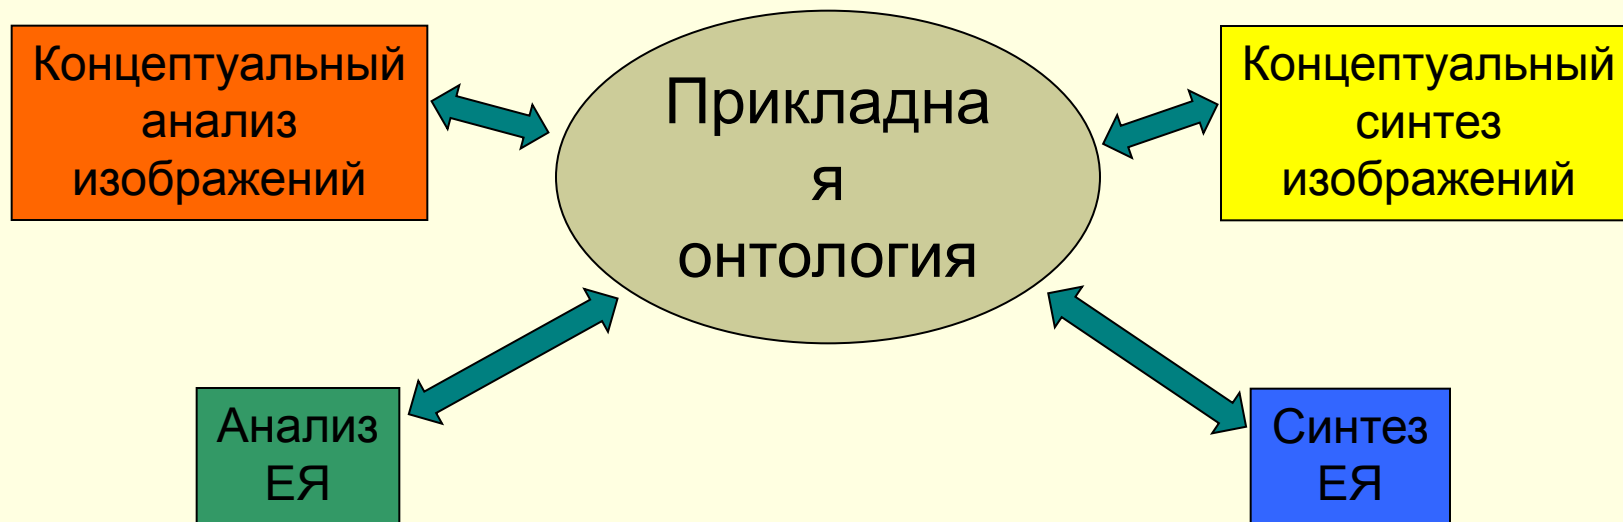 Концептуальный
анализ
изображений
Прикладна
я
онтология
Концептуальный
синтез
изображений
Анализ
ЕЯ
Синтез
ЕЯ